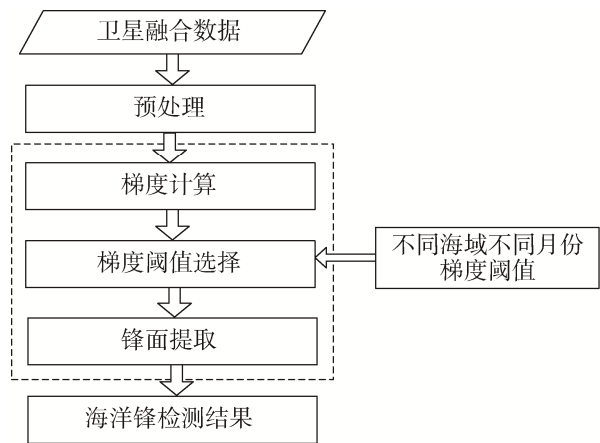 卫星融合数据
预处理
梯度计算
梯度阈值选择
不同海域不同月份
梯度阈值
锋面提取
海洋锋检测结果